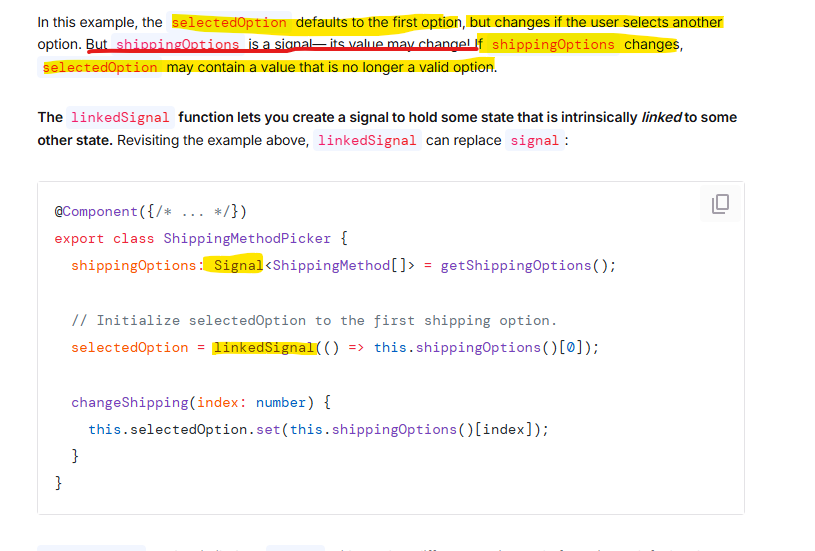 In this example, the selectedOption defaults to the first option, but changes if the user selects another
option. But shippingOptions is a signal— its value may change! If shippingOptions changes,
selectedOption may contain a value that is no longer a valid option.
The linkedSignal function lets you create a signal to hold some state that is intrinsically linked to some
other state. Revisiting the example above, linkedSignal can replace signal :
@Component({/* ... */})
export class ShippingMethodPicker {
shippingOptions: Signal<ShippingMethod[]> = getShippingOptions();
// Initialize selectedOption to the first shipping option.
selectedOption = linkedSignal(() => this.shippingOptions()[0]);
changeShipping(index: number) {
this.selectedOption.set(this.shippingOptions()[index]);
}
}